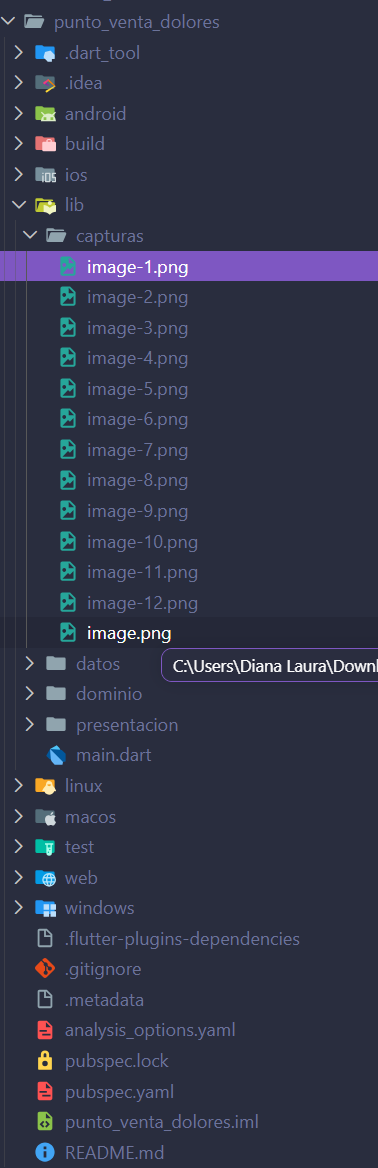 punto_venta_dolores
.dart_tool
.idea
android
build
ios
lib
capturas
image-1.png
image-2.png
image-3.png
image-4.png
image-5.png
image-6.png
image-7.png
image-8.png
image-9.png
image-10.png
image-11.png
image-12.png
image.png
datos
C:\Users\Diana Laura\Downl
dominio
presentacion
main.dart
linux
macos
test
web
windows
.flutter-plugins-dependencies
.gitignore
.metadata
analysis_options.yaml
pubspec.lock
pubspec.yaml
punto_venta_dolores.iml
README.md